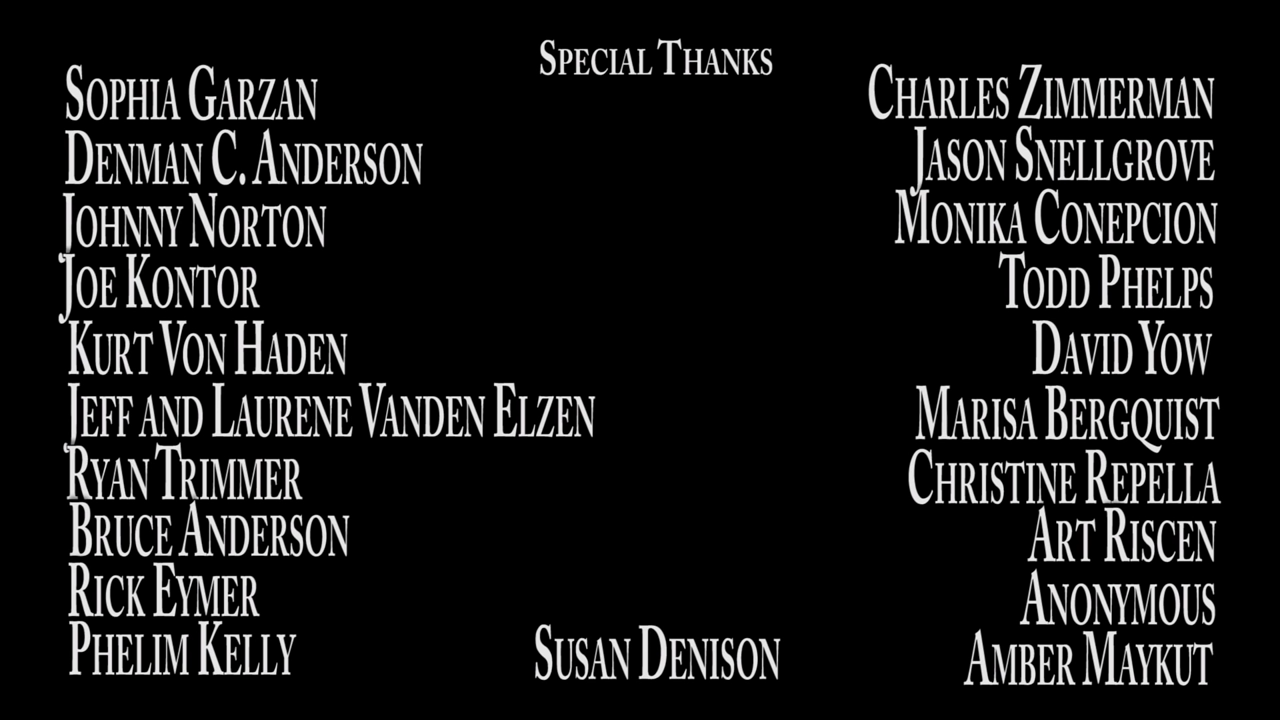 Special Thanks
Sophia Garzan
Denman C. Anderson
Johnny Norton
Joe Kontor
Kurt Von Haden
Jeff and Laurene Vanden Elzen
Ryan Trimmer
Bruce Anderson
Rick Eymer
Phelim Kelly
Susan Denison
Charles Zimmerman
Jason Snellgrove
Monika Conepcion
Todd Phelps
David Yow
Marisa Bergquist
Christine Repella
Art Riscen
Anonymous
Amber Maykut